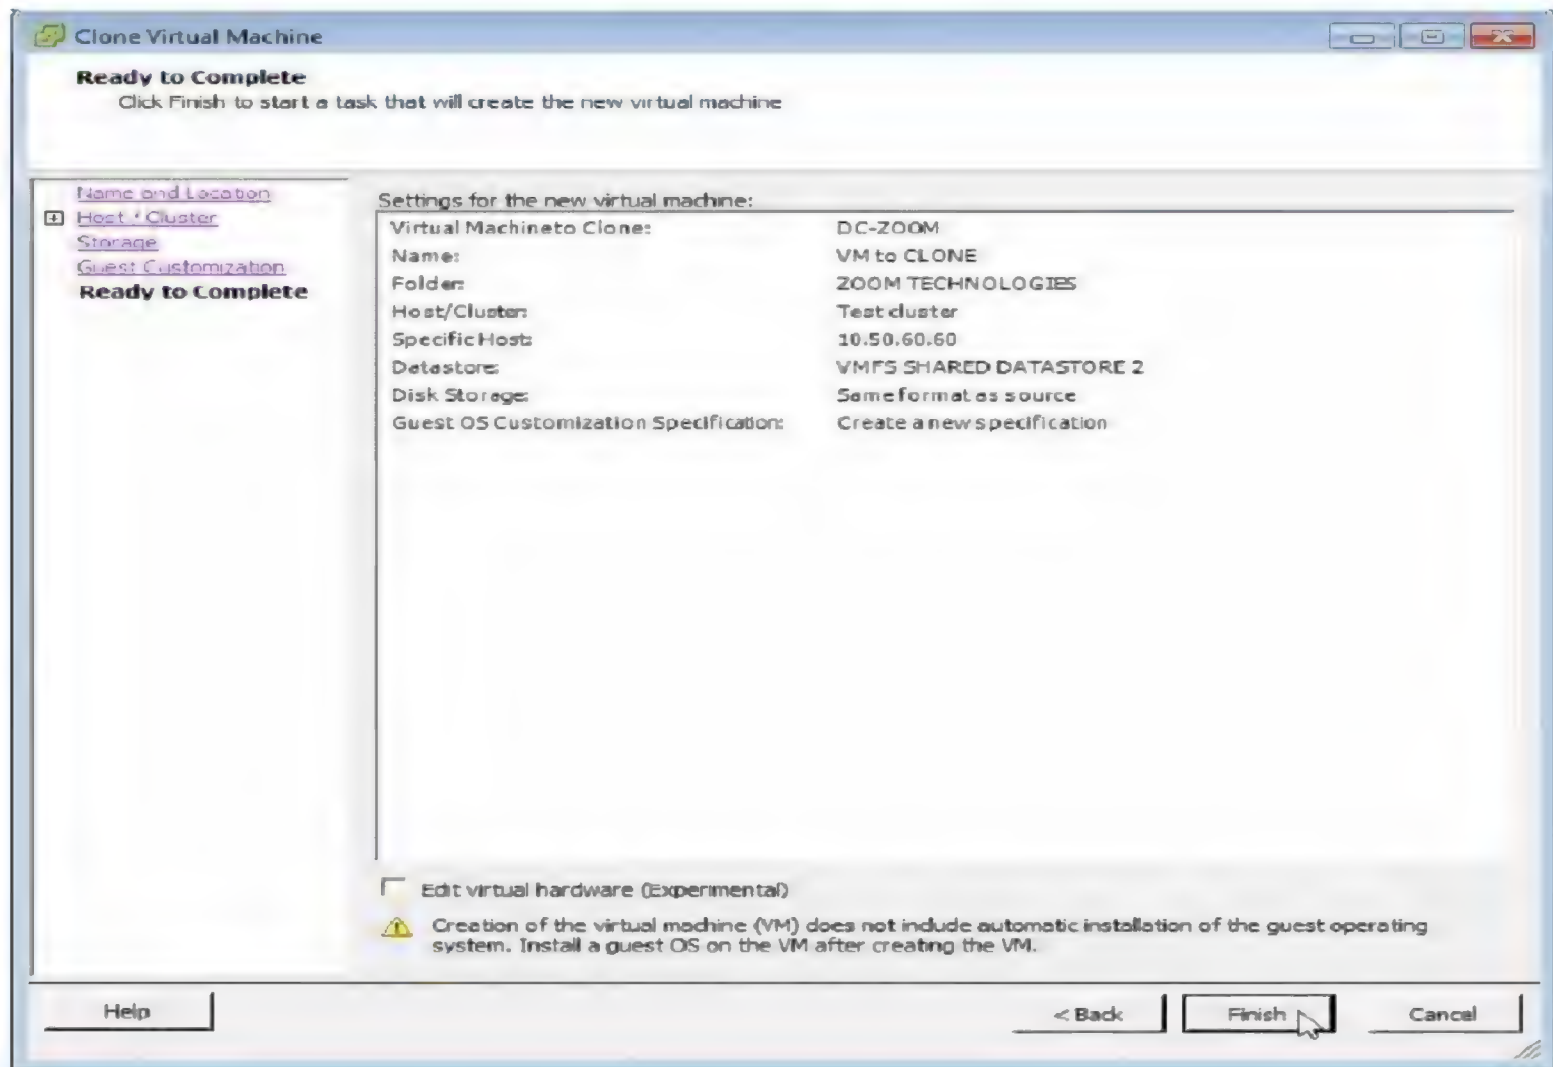 Clone Virtual Machine
Ready to Complete
Click Finish to start a task that will create the new virtual machine
Name and Location
Host / Cluster
Storage
Guest Customization
Ready to Complete
Settings for the new virtual machine:
Virtual Machine to Clone: DC-ZOOM
Name: VM to CLONE
Folder: ZOOM TECHNOLOGIES
Host/Cluster: Test cluster
Specific Host: 10.50.60.60
Datastore: VMFS SHARED DATASTORE 2
Disk Storage: Same format as source
Guest OS Customization Specification: Create a new specification
Edit virtual hardware (Experimental)
Creation of the virtual machine (VM) does not include automatic installation of the guest operating
system. Install a guest OS on the VM after creating the VM.
Help
< Back
Finish
Cancel